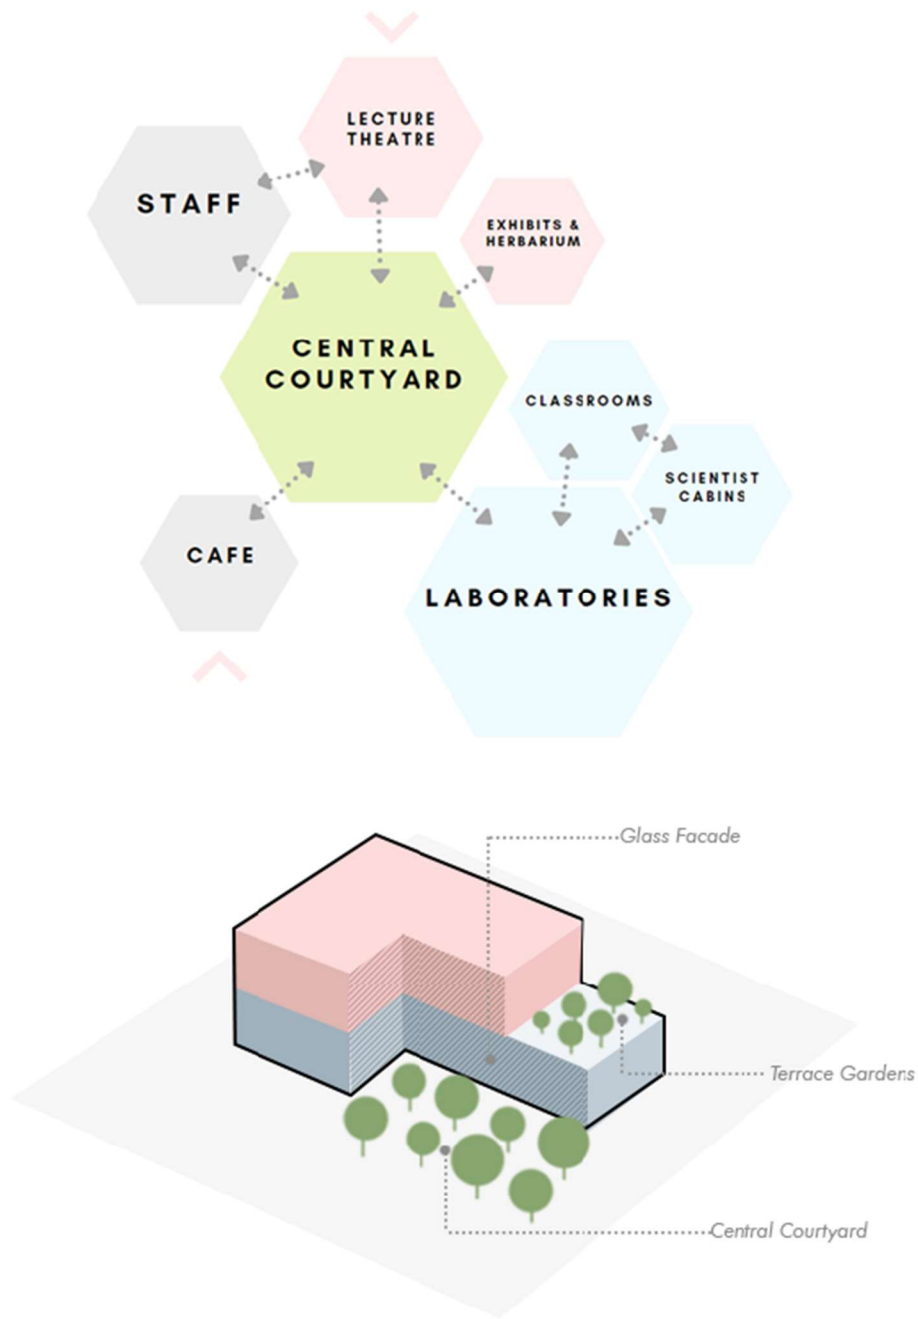 LECTURE
THEATRE
STAFF
EXHIBITS &
HERBARIUM
CENTRAL
COURTYARD
CLASSROOMS
SCIENTIST
CABINS
CAFE
LABORATORIES
Glass Facade
Terrace Gardens
Central Courtyard